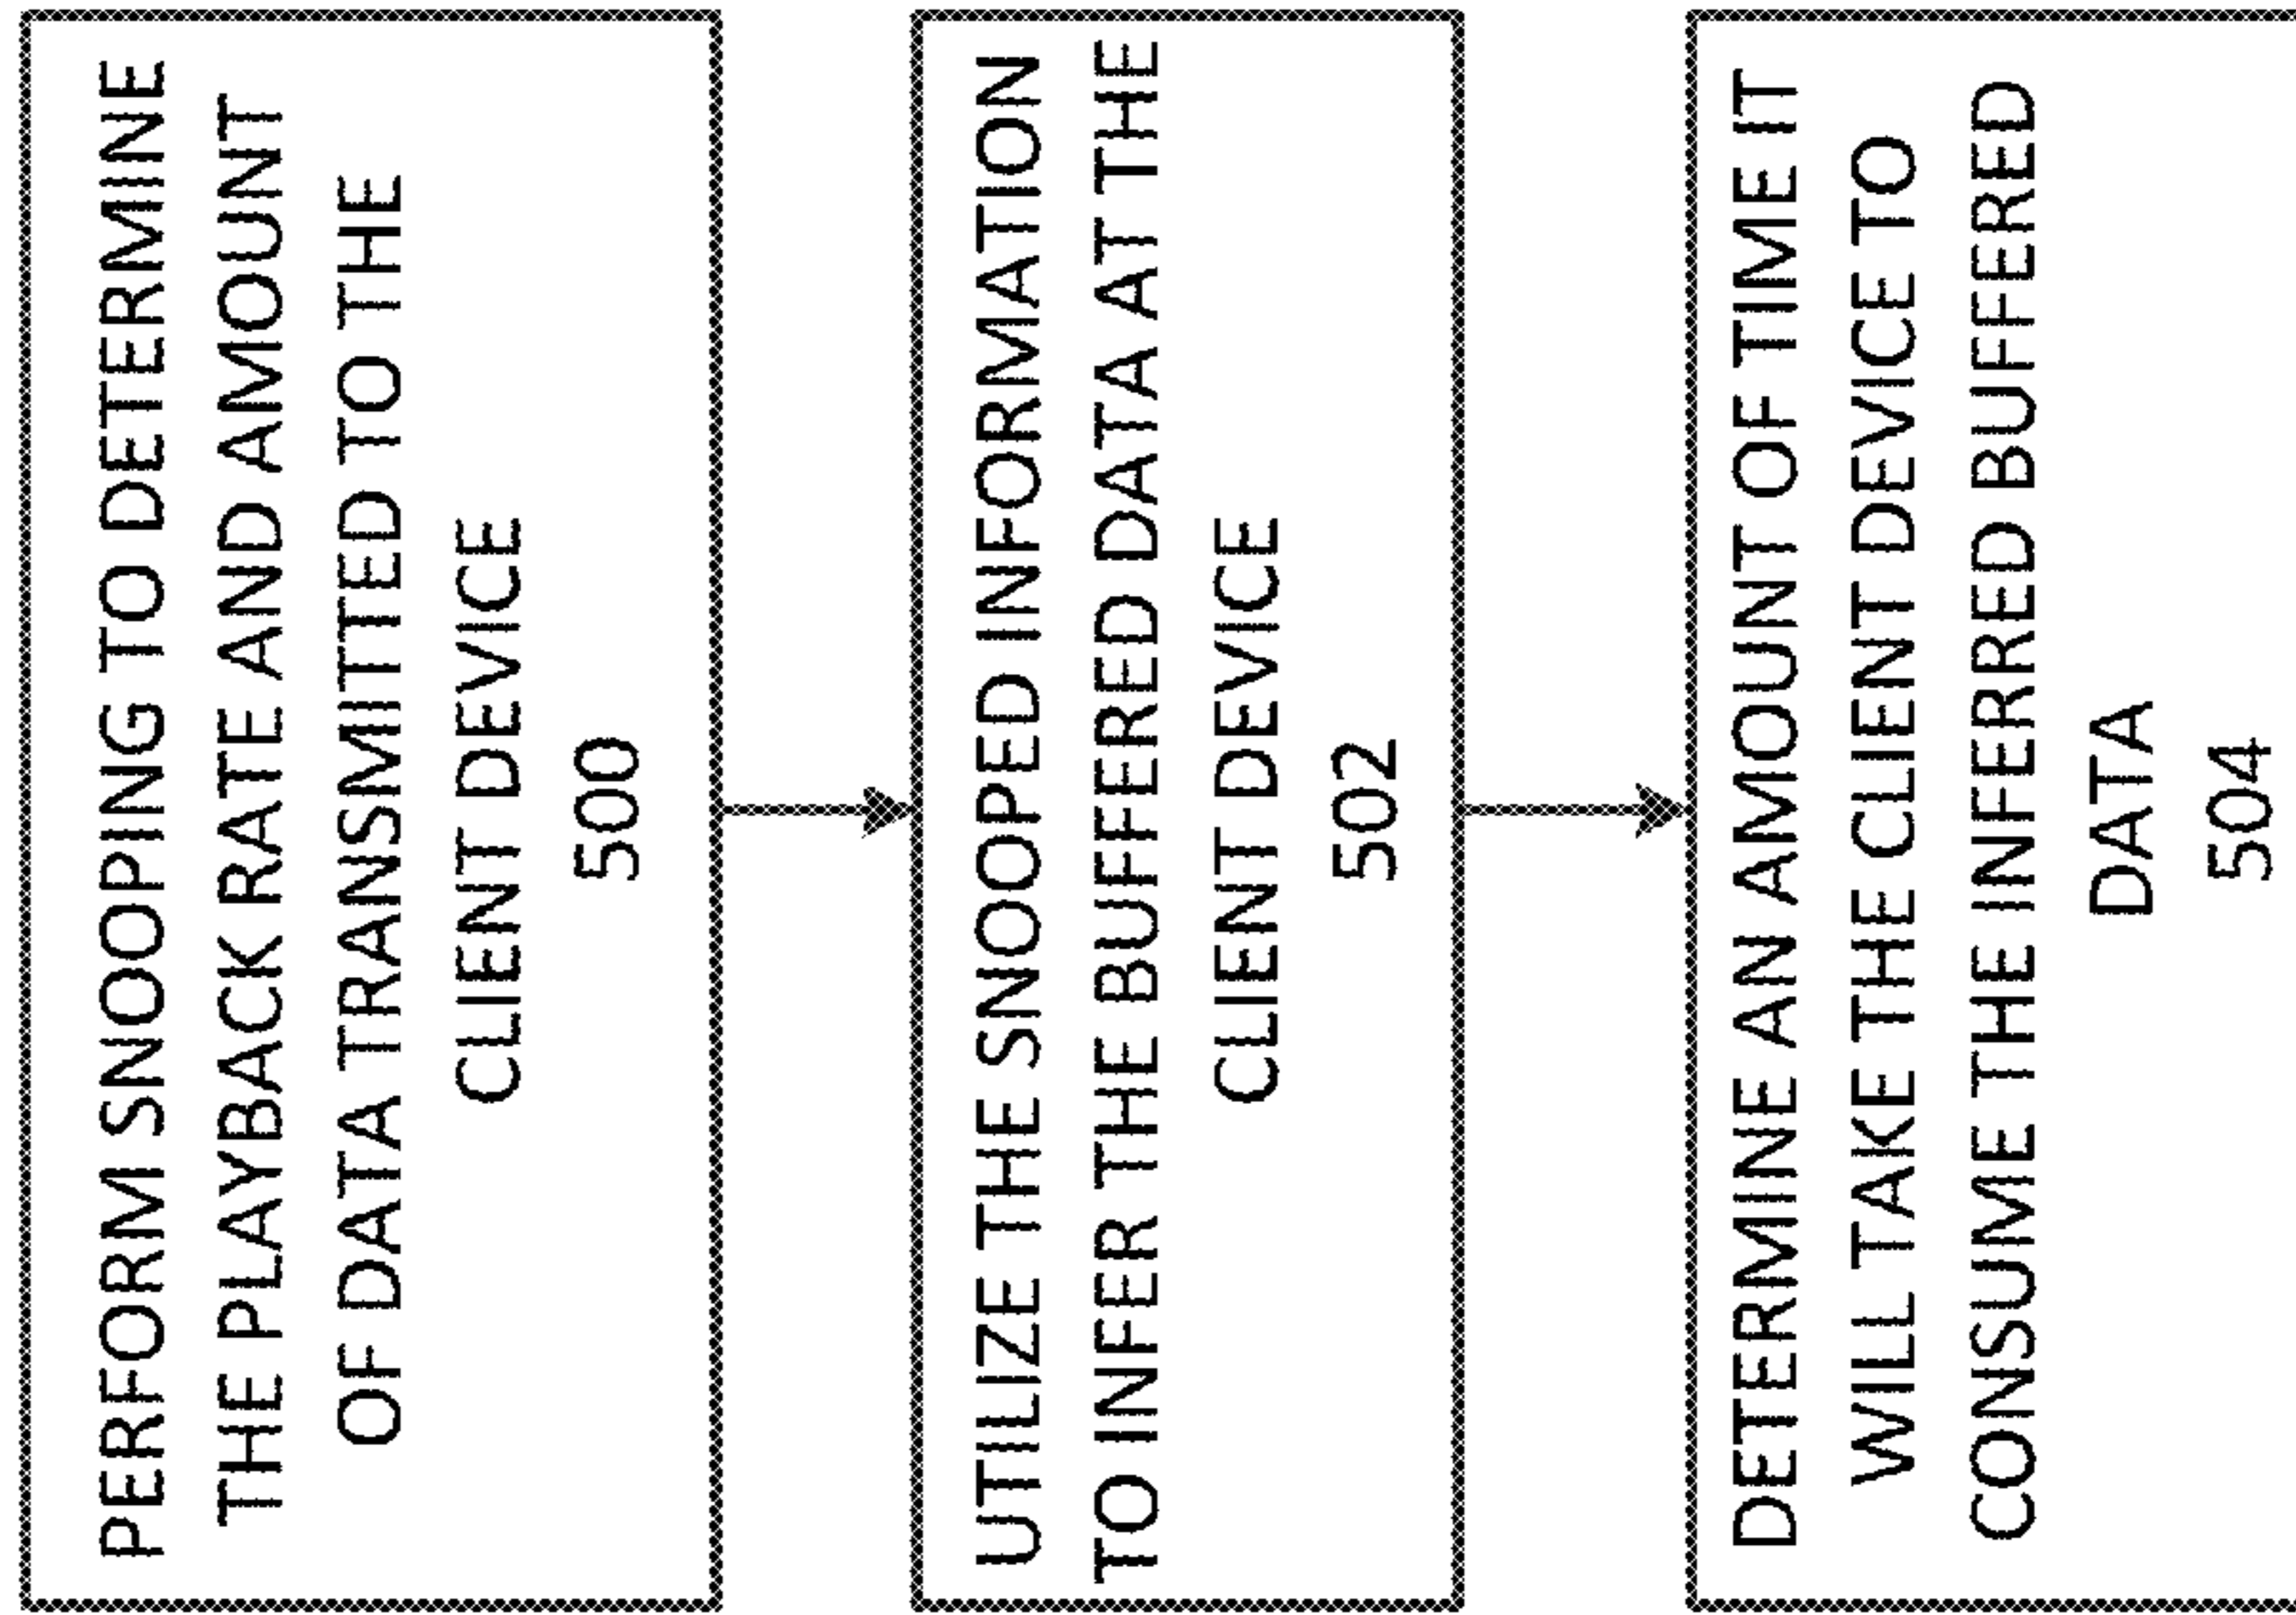 PERFORM SNOOPING TO DETERMINE
THE PLAYBACK RATE AND AMOUNT
OF DATA TRANSMITTED TO THE
CLIENT DEVICE
500
UTILIZE THE SNOOPED INFORMATION
TO INFER THE BUFFERED DATA AT THE
CLIENT DEVICE
502
DETERMINE AN AMOUNT OF TIME IT
WILL TAKE THE CLIENT DEVICE TO
CONSUME THE INFERRED BUFFERED
DATA
504